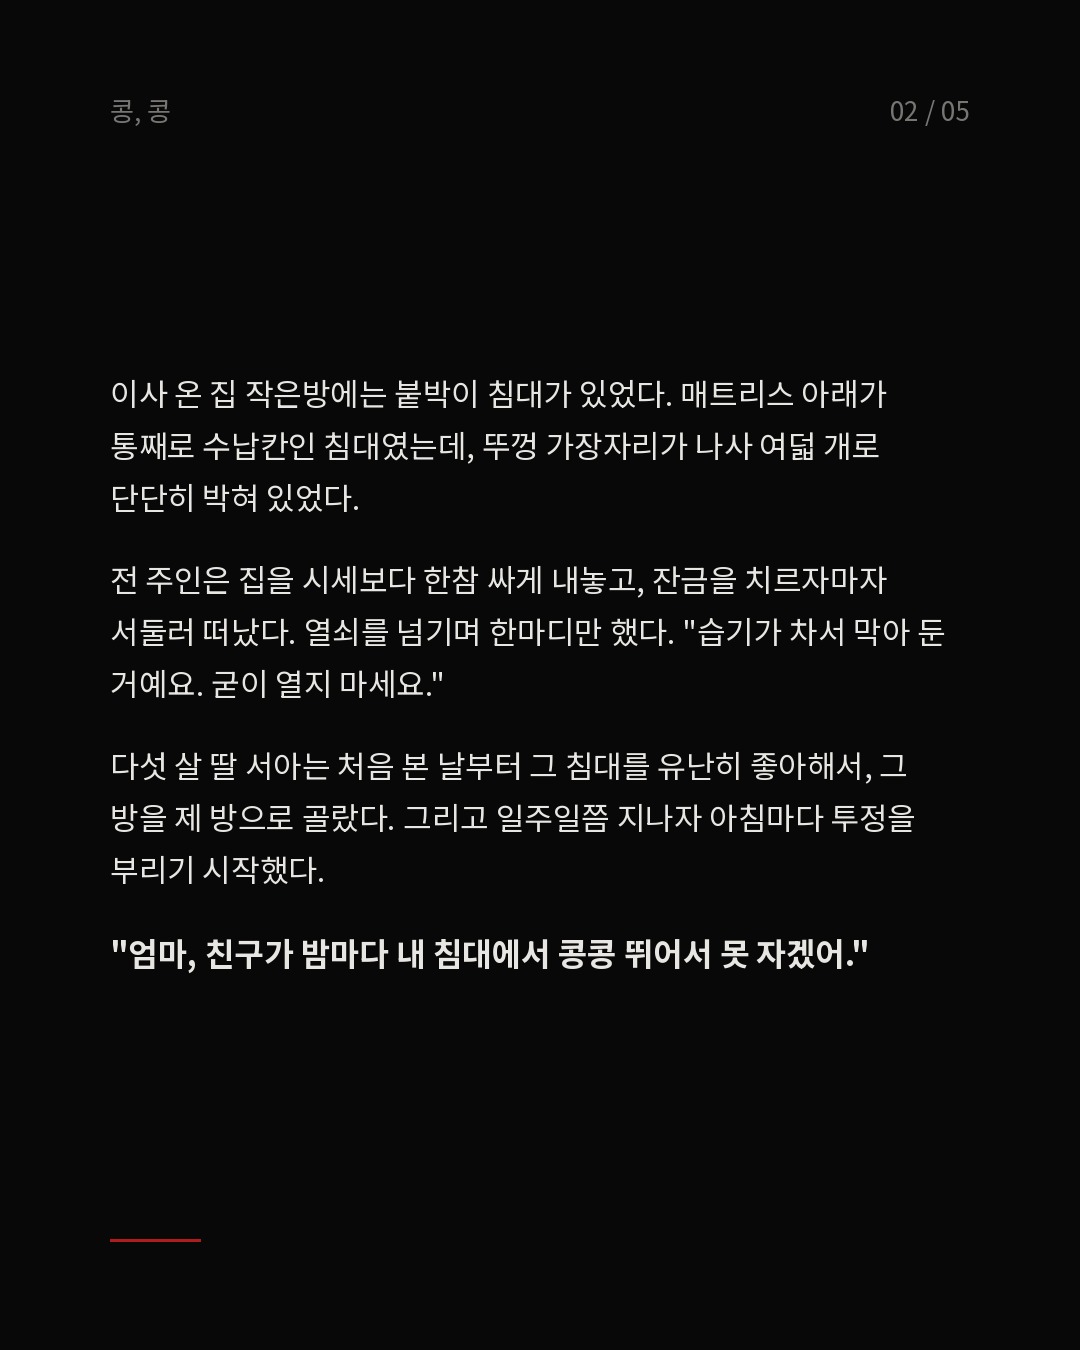 콩, 콩
02 / 05
이사 온 집 작은방에는 붙박이 침대가 있었다. 매트리스 아래가
통째로 수납칸인 침대였는데, 뚜껑 가장자리가 나사 여덟 개로
단단히 박혀 있었다.
전 주인은 집을 시세보다 한참 싸게 내놓고, 잔금을 치르자마자
서둘러 떠났다. 열쇠를 넘기며 한마디만 했다. "습기가 차서 막아 둔
거예요. 굳이 열지 마세요."
다섯 살 딸 서아는 처음 본 날부터 그 침대를 유난히 좋아해서, 그
방을 제 방으로 골랐다. 그리고 일주일쯤 지나자 아침마다 투정을
부리기 시작했다.
"엄마, 친구가 밤마다 내 침대에서 콩콩 뛰어서 못 자겠어."